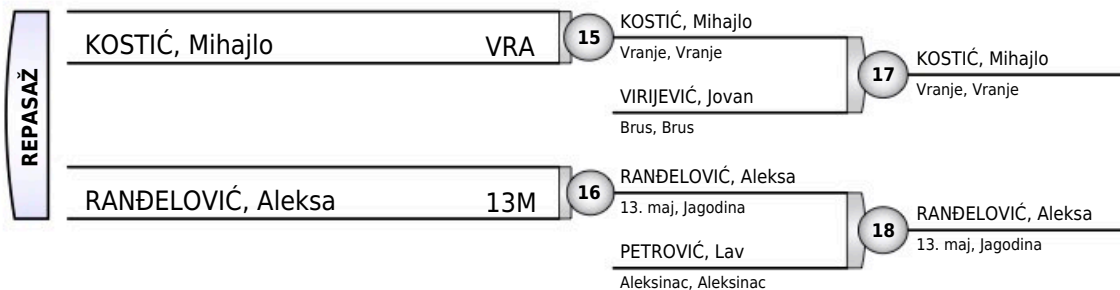 REPASAŽ
KOSTIĆ, Mihajlo VRA
15
KOSTIĆ, Mihajlo
Vranje, Vranje
VIRIJEVIĆ, Jovan
Brus, Brus
17
KOSTIĆ, Mihajlo
Vranje, Vranje
RANĐELOVIĆ, Aleksa 13M
16
RANĐELOVIĆ, Aleksa
13. maj, Jagodina
PETROVIĆ, Lav
Aleksinac, Aleksinac
18
RANĐELOVIĆ, Aleksa
13. maj, Jagodina